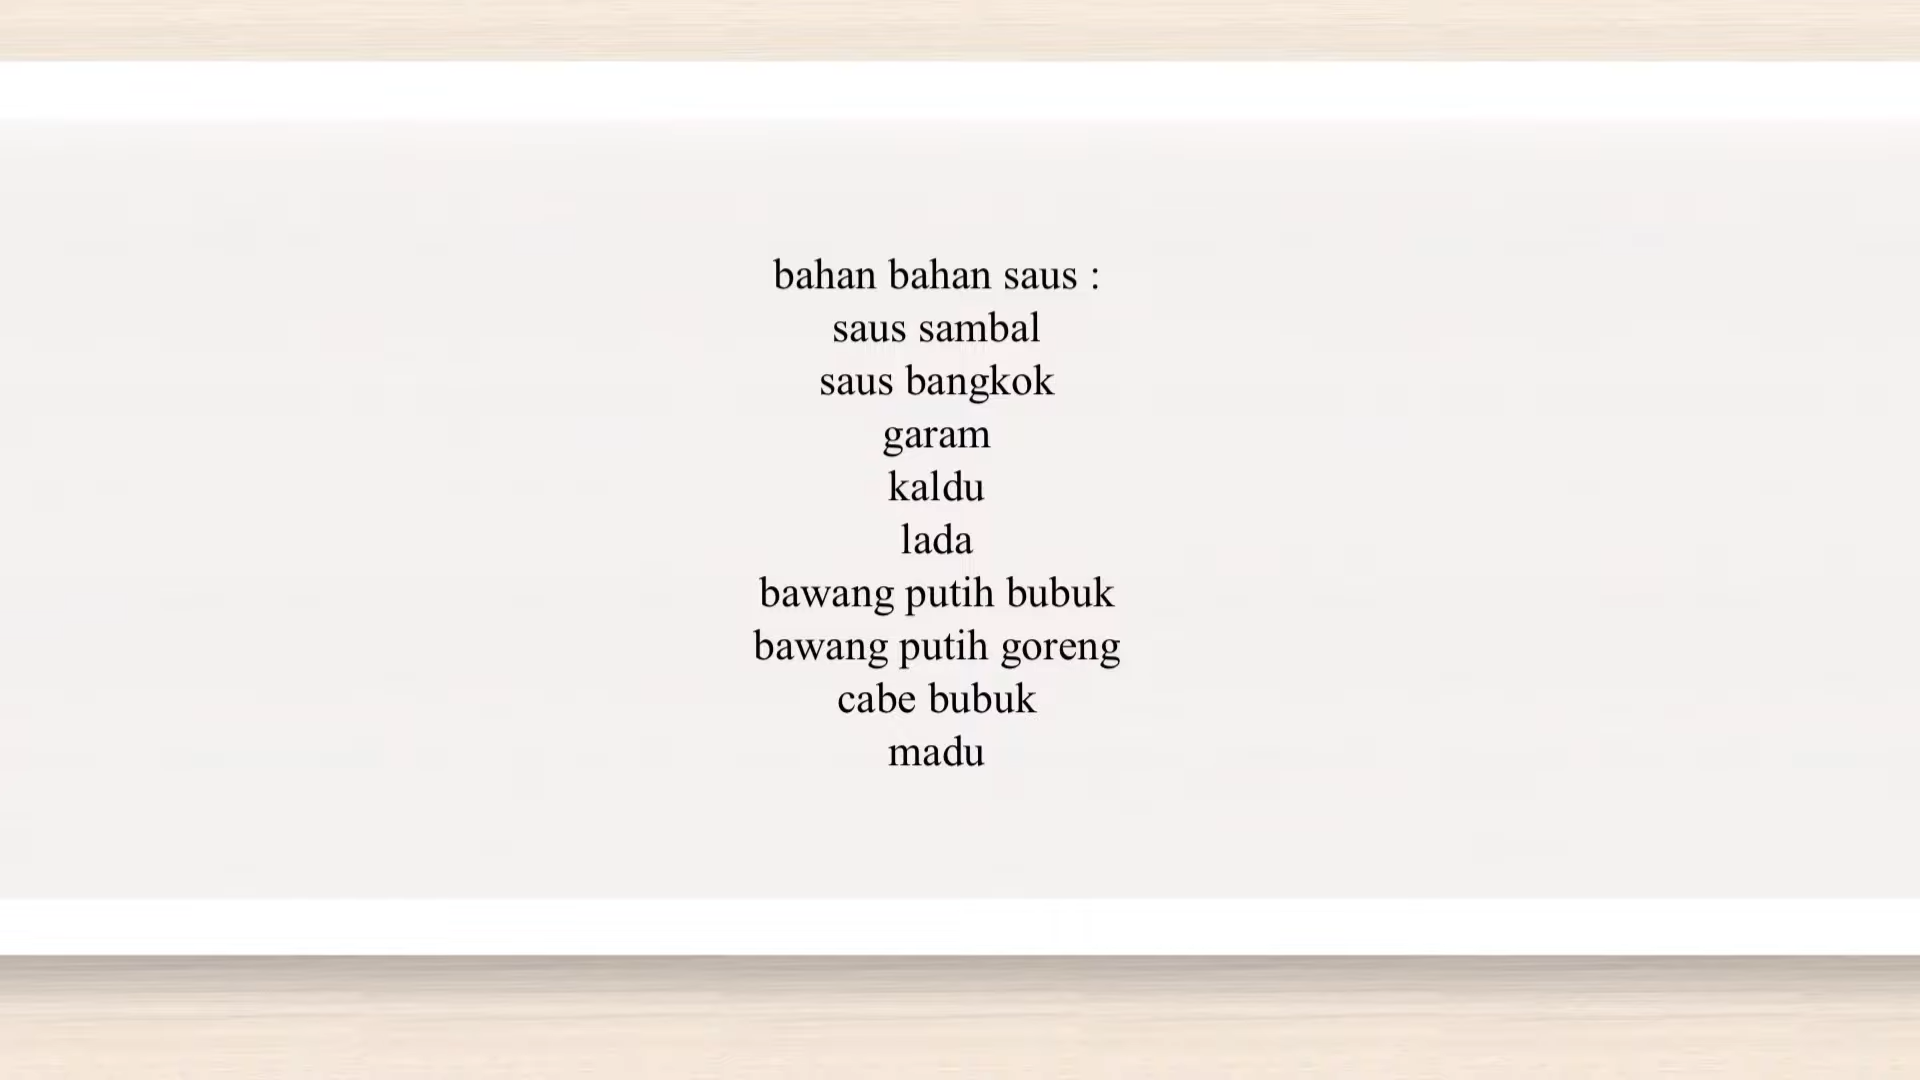 bahan bahan saus :
saus sambal
saus bangkok
garam
kaldu
lada
bawang putih bubuk
bawang putih goreng
cabe bubuk
madu